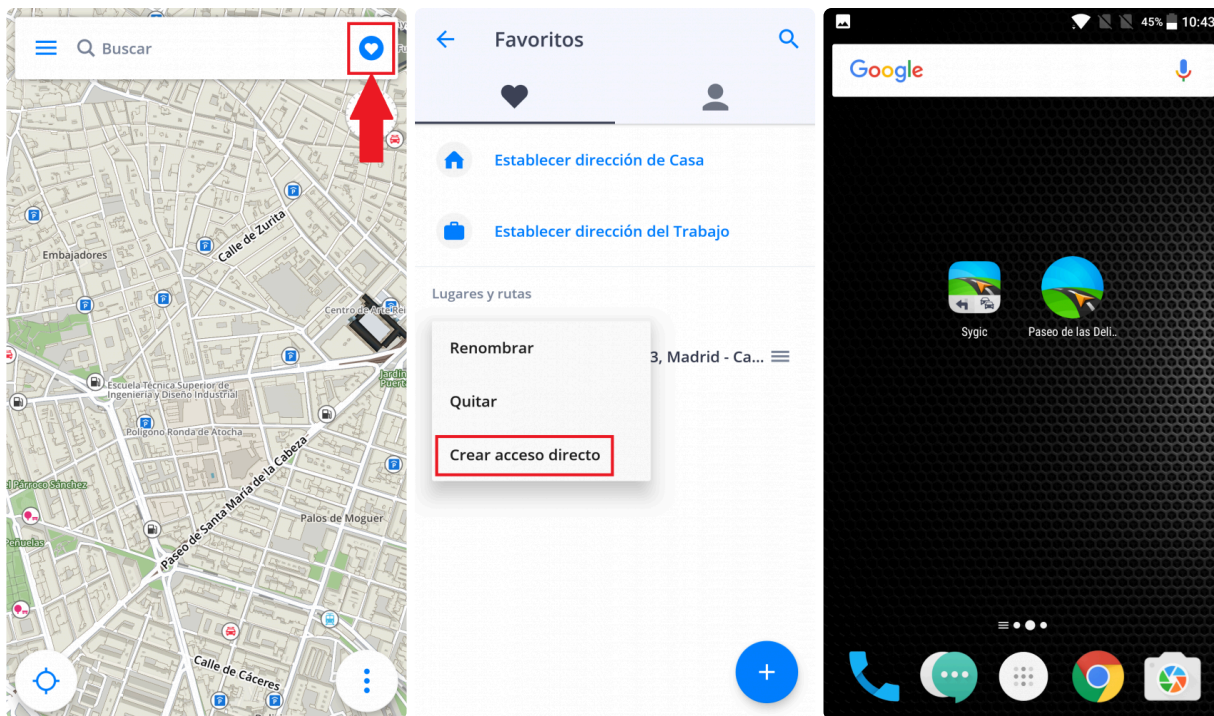 Buscar
Calle de Zurita
Embajadores
Centro de Arte Rei
Jardín
Puerta
Escuela Técnica Superior de
Ingeniería y Diseño Industrial
Polígono Ronda de Atocha
Paseo de Santa María de la Cabeza
l Párroco Sánchez
Palos de Moguer
Peñuelas
Calle de Cáceres
Favoritos
Establecer dirección de Casa
Establecer dirección del Trabajo
Lugares y rutas
Renombrar
3, Madrid - Ca...
Quitar
Crear acceso directo
45% 10:43
Google
Sygic
Paseo de las Deli..